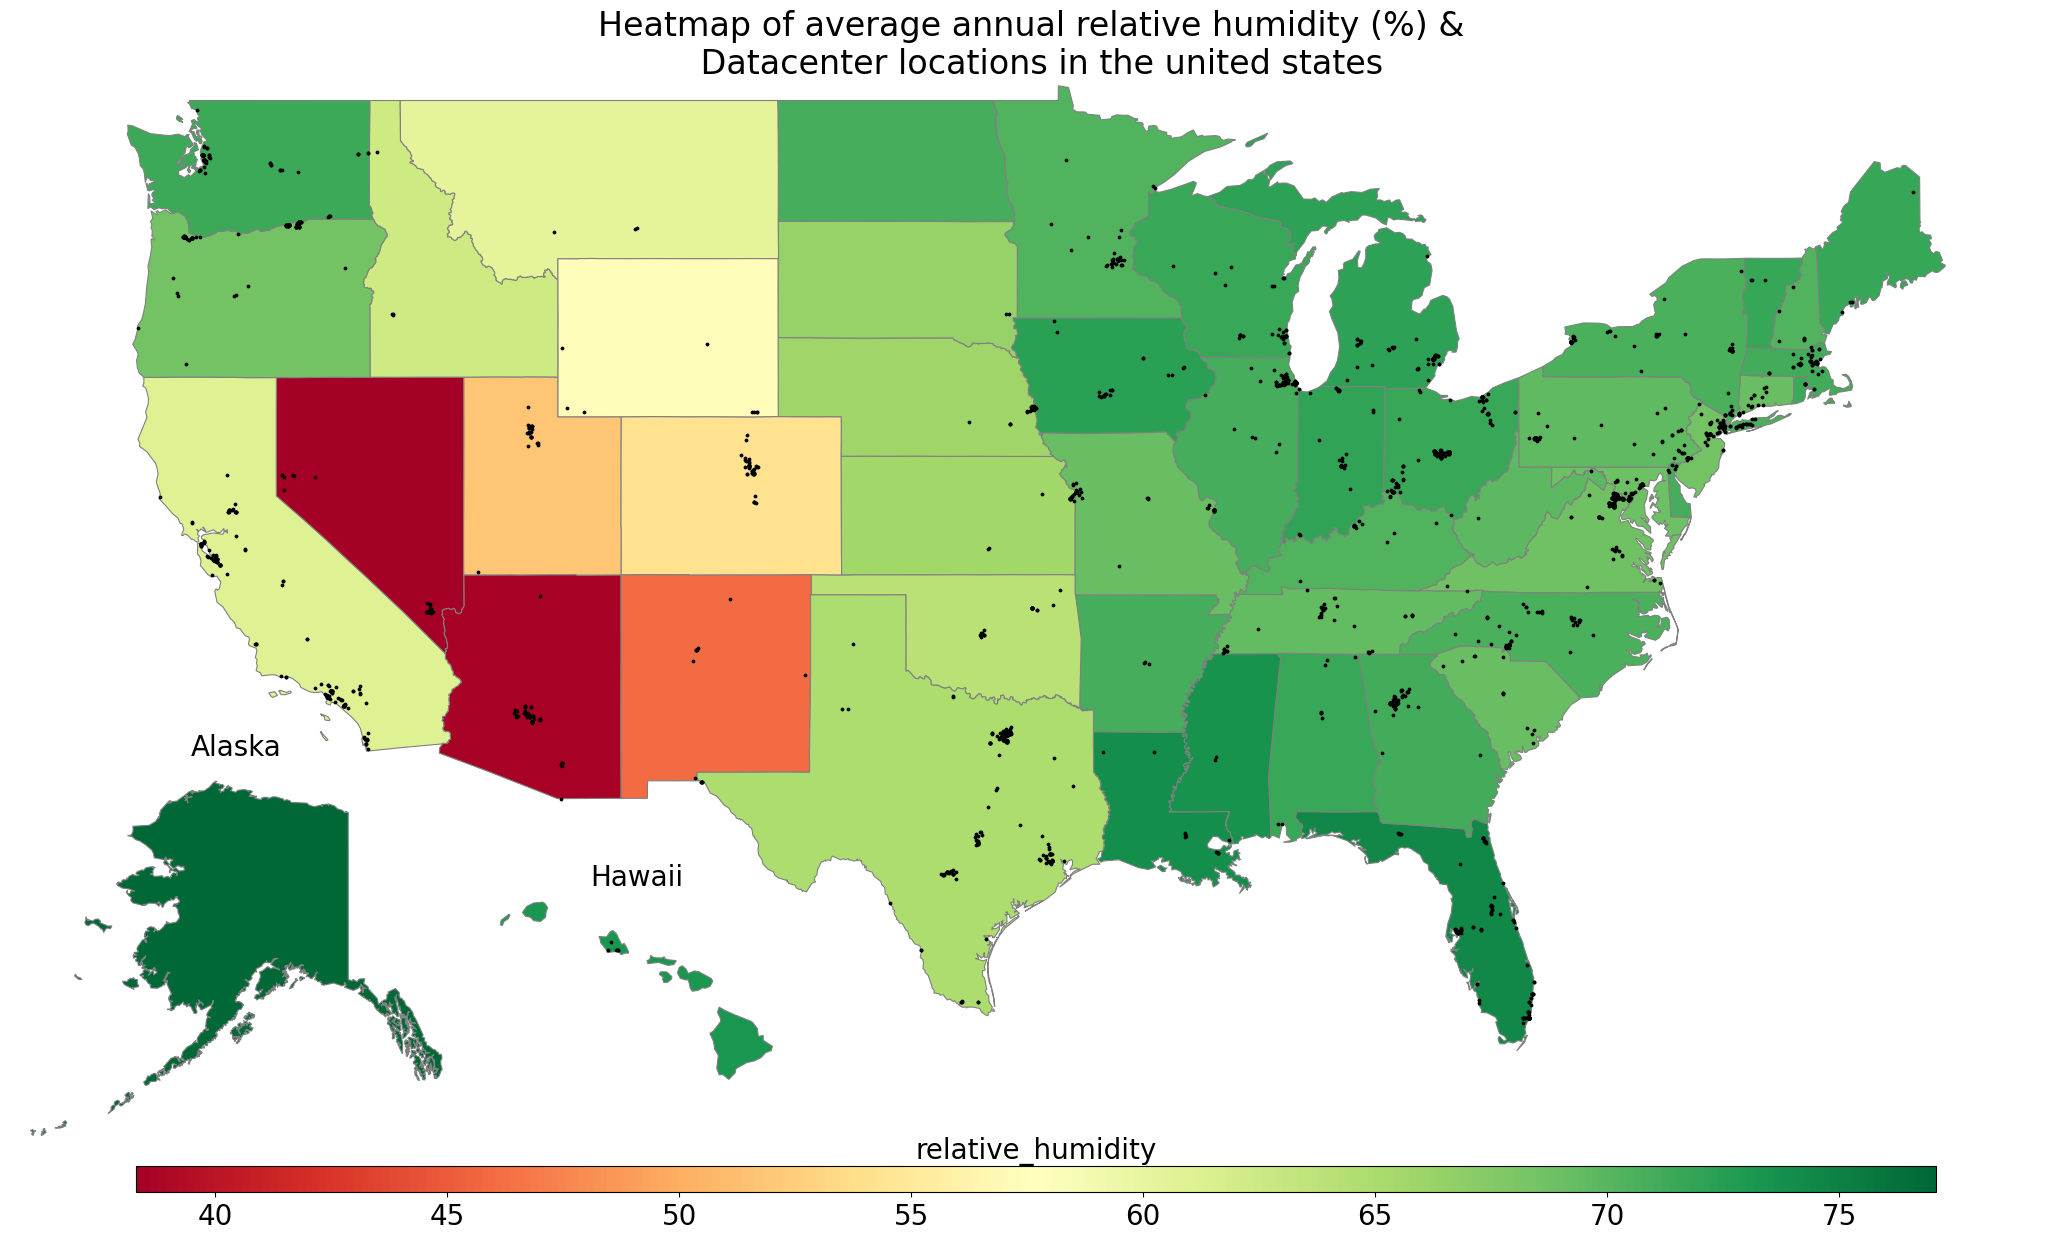 Heatmap of average annual relative humidity (%) &
Datacenter locations in the united states
Alaska
Hawaii
relative_humidity
40 45 50 55 60 65 70 75